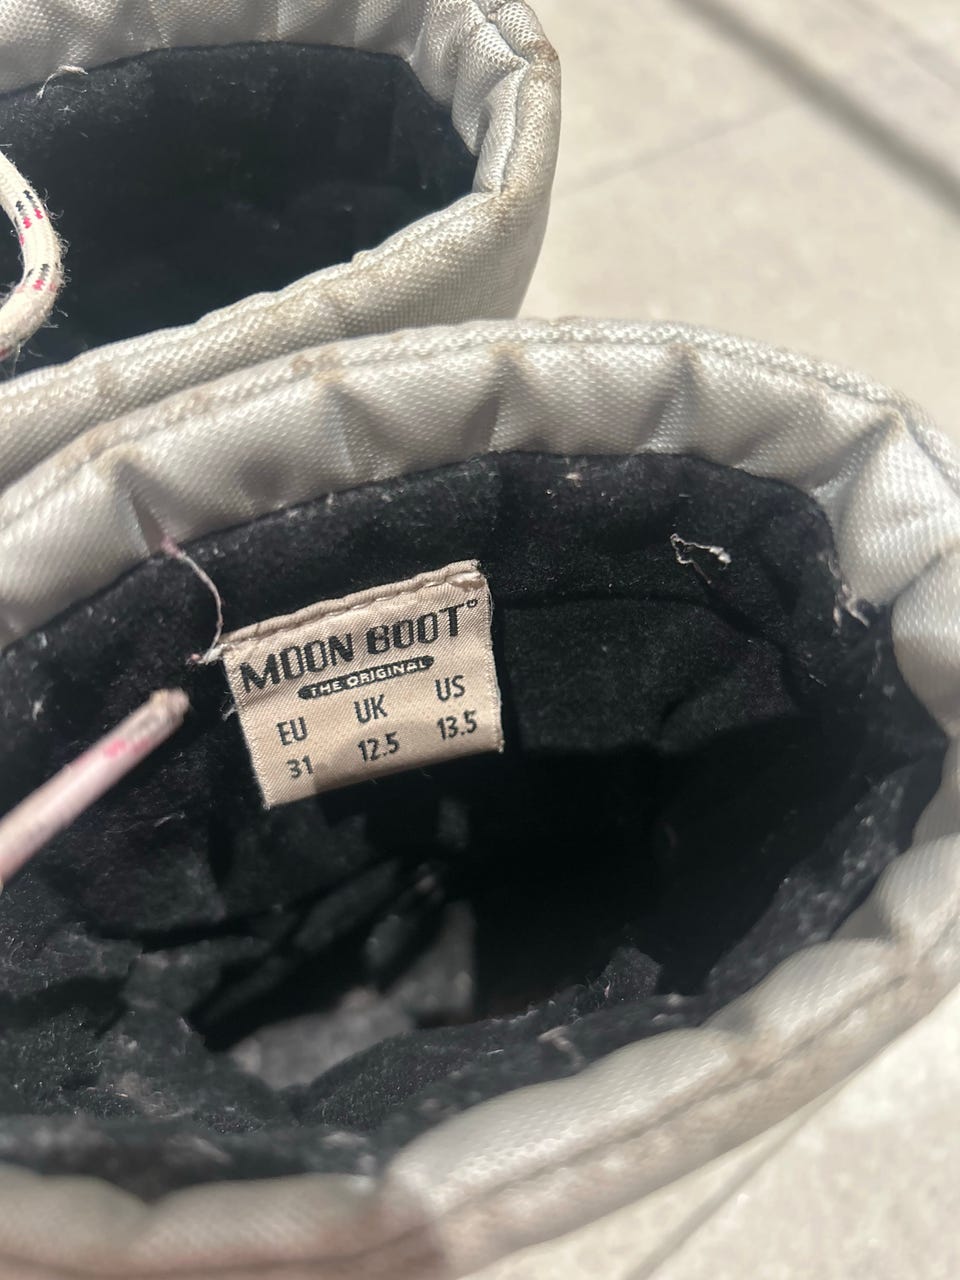 MOON BOOT®
THE ORIGINAL
EU UK US
31 12.5 13.5